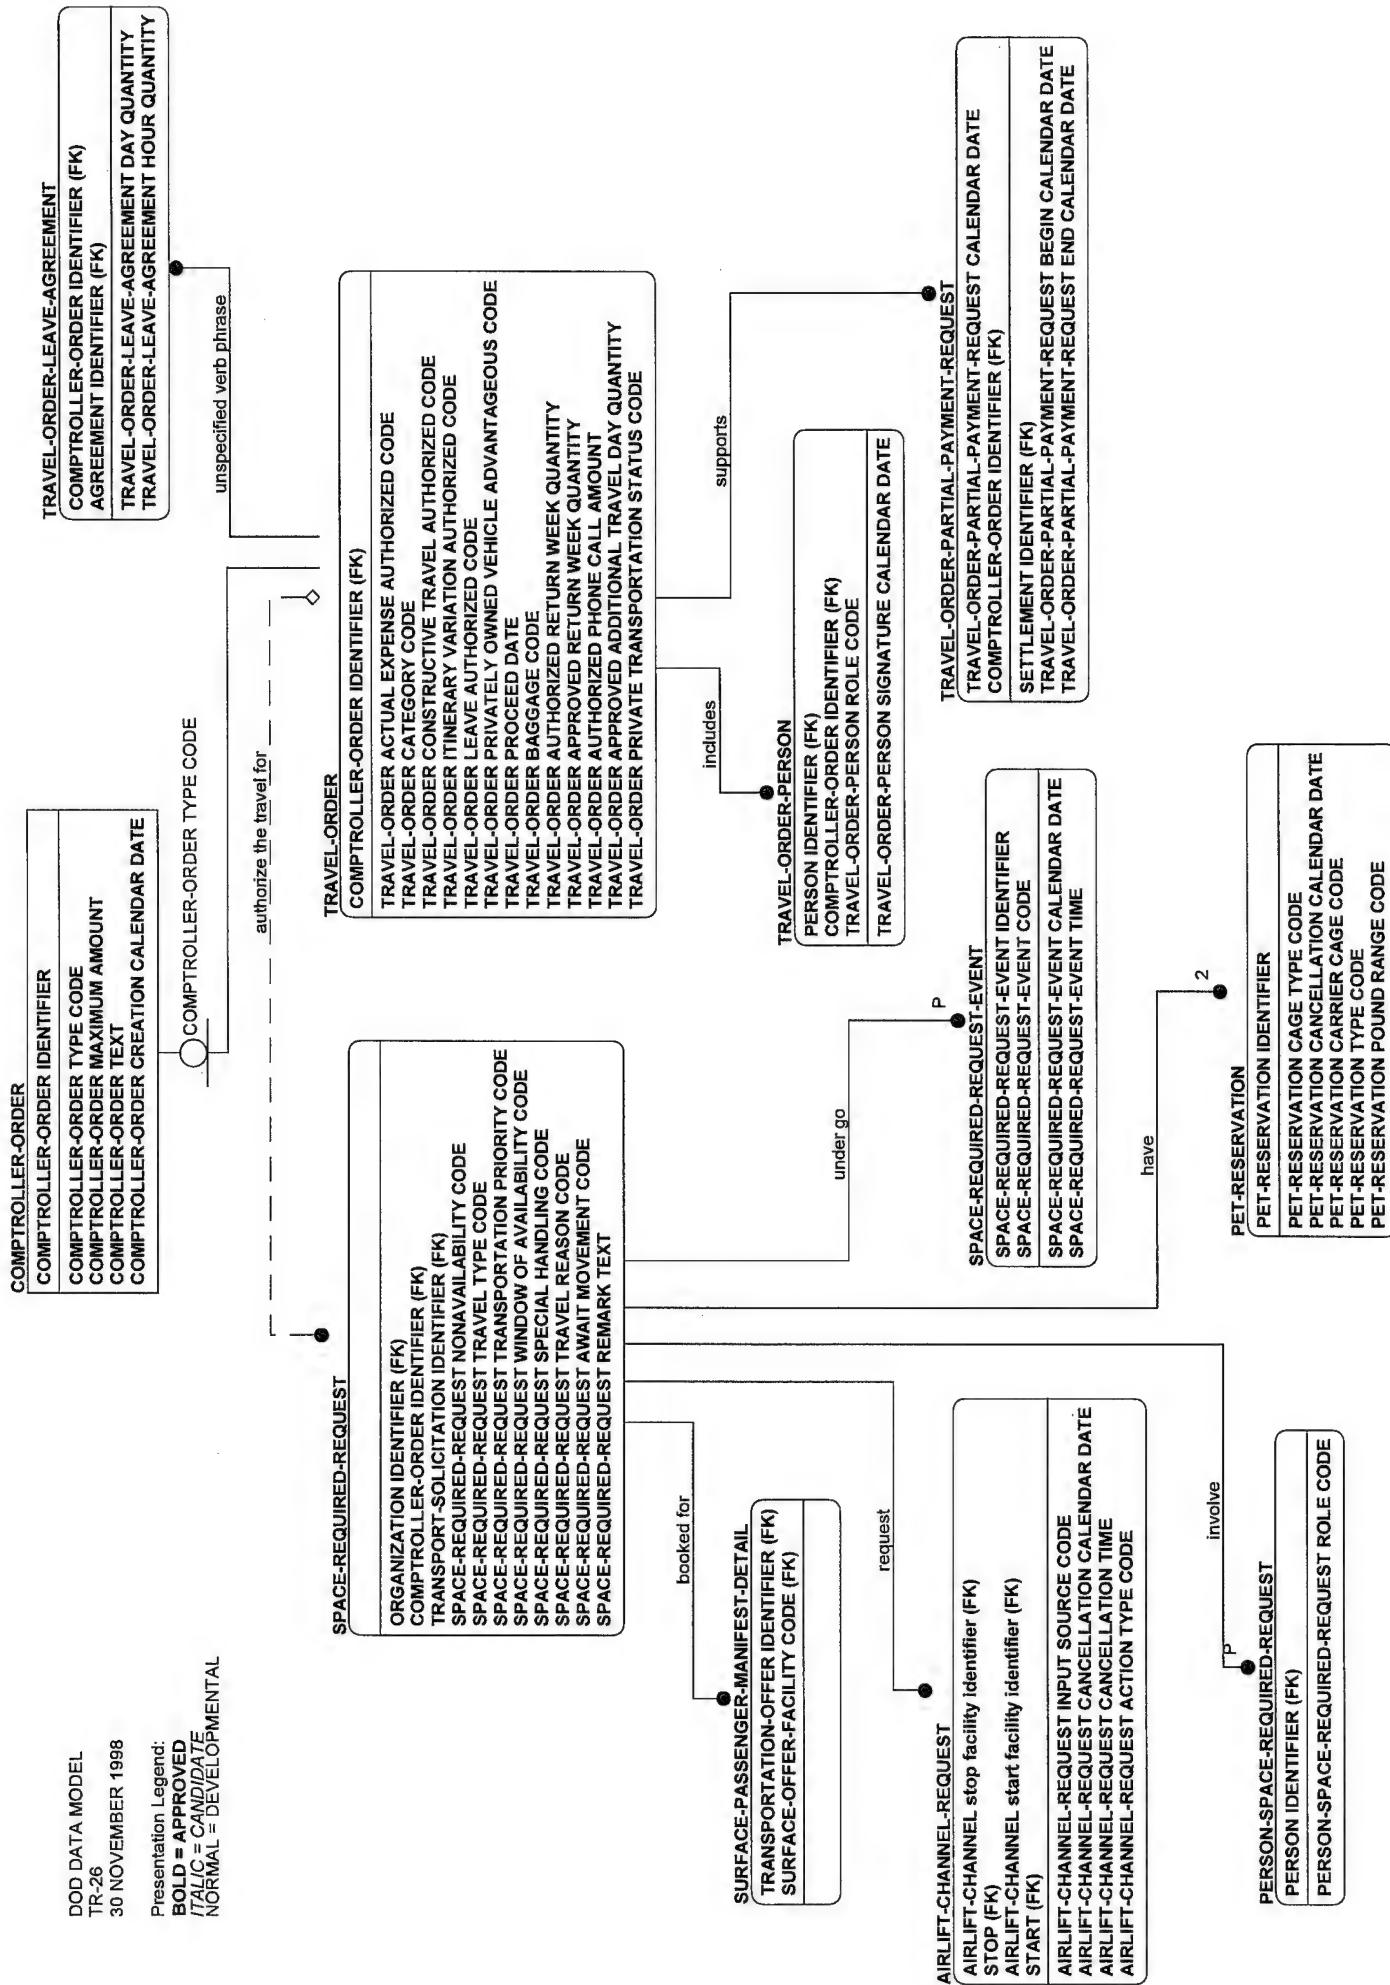 DOD DATA MODEL
TR-26
30 NOVEMBER 1998
Presentation Legend:
BOLD = APPROVED
ITALIC = CANDIDATE
NORMAL = DEVELOPMENTAL
COMPTROLLER-ORDER
COMPTROLLER-ORDER IDENTIFIER
COMPTROLLER-ORDER TYPE CODE
COMPTROLLER-ORDER MAXIMUM AMOUNT
COMPTROLLER-ORDER TEXT
COMPTROLLER-ORDER CREATION CALENDAR DATE
COMPTROLLER-ORDER TYPE CODE
authorize the travel for
TRAVEL-ORDER-LEAVE-AGREEMENT
COMPTROLLER-ORDER IDENTIFIER (FK)
AGREEMENT IDENTIFIER (FK)
TRAVEL-ORDER-LEAVE-AGREEMENT DAY QUANTITY
TRAVEL-ORDER-LEAVE-AGREEMENT HOUR QUANTITY
unspecified verb phrase
SPACE-REQUIRED-REQUEST
ORGANIZATION IDENTIFIER (FK)
COMPTROLLER-ORDER IDENTIFIER (FK)
TRANSPORT-SOLICITATION IDENTIFIER (FK)
SPACE-REQUIRED-REQUEST NONAVAILABILITY CODE
SPACE-REQUIRED-REQUEST TRAVEL TYPE CODE
SPACE-REQUIRED-REQUEST TRANSPORTATION PRIORITY CODE
SPACE-REQUIRED-REQUEST WINDOW OF AVAILABILITY CODE
SPACE-REQUIRED-REQUEST SPECIAL HANDLING CODE
SPACE-REQUIRED-REQUEST TRAVEL REASON CODE
SPACE-REQUIRED-REQUEST AWAIT MOVEMENT CODE
SPACE-REQUIRED-REQUEST REMARK TEXT
TRAVEL-ORDER
COMPTROLLER-ORDER IDENTIFIER (FK)
TRAVEL-ORDER ACTUAL EXPENSE AUTHORIZED CODE
TRAVEL-ORDER CATEGORY CODE
TRAVEL-ORDER CONSTRUCTIVE TRAVEL AUTHORIZED CODE
TRAVEL-ORDER ITINERARY VARIATION AUTHORIZED CODE
TRAVEL-ORDER LEAVE AUTHORIZED CODE
TRAVEL-ORDER PRIVATELY OWNED VEHICLE ADVANTAGEOUS CODE
TRAVEL-ORDER PROCEED DATE
TRAVEL-ORDER BAGGAGE CODE
TRAVEL-ORDER AUTHORIZED RETURN WEEK QUANTITY
TRAVEL-ORDER APPROVED RETURN WEEK QUANTITY
TRAVEL-ORDER AUTHORIZED PHONE CALL AMOUNT
TRAVEL-ORDER APPROVED ADDITIONAL TRAVEL DAY QUANTITY
TRAVEL-ORDER PRIVATE TRANSPORTATION STATUS CODE
booked for
request
involve
under go
have
includes
supports
P
P
2
SURFACE-PASSENGER-MANIFEST-DETAIL
TRANSPORTATION-OFFER IDENTIFIER (FK)
SURFACE-OFFER-FACILITY CODE (FK)
TRAVEL-ORDER-PERSON
PERSON IDENTIFIER (FK)
COMPTROLLER-ORDER IDENTIFIER (FK)
TRAVEL-ORDER-PERSON ROLE CODE
TRAVEL-ORDER-PERSON SIGNATURE CALENDAR DATE
AIRLIFT-CHANNEL-REQUEST
AIRLIFT-CHANNEL stop facility identifier (FK)
STOP (FK)
AIRLIFT-CHANNEL start facility identifier (FK)
START (FK)
AIRLIFT-CHANNEL-REQUEST INPUT SOURCE CODE
AIRLIFT-CHANNEL-REQUEST CANCELLATION CALENDAR DATE
AIRLIFT-CHANNEL-REQUEST CANCELLATION TIME
AIRLIFT-CHANNEL-REQUEST ACTION TYPE CODE
SPACE-REQUIRED-REQUEST-EVENT
SPACE-REQUIRED-REQUEST-EVENT IDENTIFIER
SPACE-REQUIRED-REQUEST-EVENT CODE
SPACE-REQUIRED-REQUEST-EVENT CALENDAR DATE
SPACE-REQUIRED-REQUEST-EVENT TIME
TRAVEL-ORDER-PARTIAL-PAYMENT-REQUEST
TRAVEL-ORDER-PARTIAL-PAYMENT-REQUEST CALENDAR DATE
COMPTROLLER-ORDER IDENTIFIER (FK)
SETTLEMENT IDENTIFIER (FK)
TRAVEL-ORDER-PARTIAL-PAYMENT-REQUEST BEGIN CALENDAR DATE
TRAVEL-ORDER-PARTIAL-PAYMENT-REQUEST END CALENDAR DATE
PERSON-SPACE-REQUIRED-REQUEST
PERSON IDENTIFIER (FK)
PERSON-SPACE-REQUIRED-REQUEST ROLE CODE
PET-RESERVATION
PET-RESERVATION IDENTIFIER
PET-RESERVATION CAGE TYPE CODE
PET-RESERVATION CANCELLATION CALENDAR DATE
PET-RESERVATION CARRIER CAGE CODE
PET-RESERVATION TYPE CODE
PET-RESERVATION POUND RANGE CODE